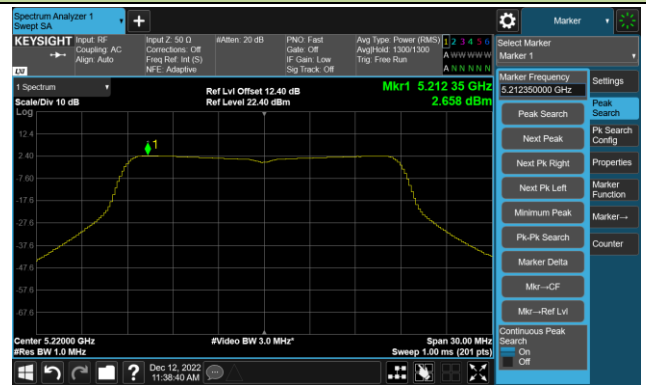 Spectrum Analyzer 1
Swept SA
Marker
KEYSIGHT
Input: RF
Coupling: AC
Align: Auto
Input Z: 50 Ω
Corrections: Off
Freq Ref: Int (S)
NFE: Adaptive
#Atten: 20 dB
PNO: Fast
Gate: Off
IF Gain: Low
Sig Track: Off
Avg Type: Power (RMS)
Avg|Hold: 1300/1300
Trig: Free Run
1 2 3 4 5 6
A W W W W W
A N N N N N
LXI
Select Marker
Marker 1
1 Spectrum
Scale/Div 10 dB
Log
Ref Lvl Offset 12.40 dB
Ref Level 22.40 dBm
Mkr1 5.212 35 GHz
2.658 dBm
12.4
2.40
-7.60
-17.6
-27.6
-37.6
-47.6
-57.6
-67.6
1
Center 5.22000 GHz
#Res BW 1.0 MHz
#Video BW 3.0 MHz*
Span 30.00 MHz
Sweep 1.00 ms (201 pts)
Marker Frequency
5.212350000 GHz
Peak Search
Next Peak
Next Pk Right
Next Pk Left
Minimum Peak
Pk-Pk Search
Marker Delta
Mkr→CF
Mkr→Ref Lvl
Continuous Peak
Search
On
Off
Settings
Peak
Search
Pk Search
Config
Properties
Marker
Function
Marker→
Counter
?
Dec 12, 2022
11:38:40 AM